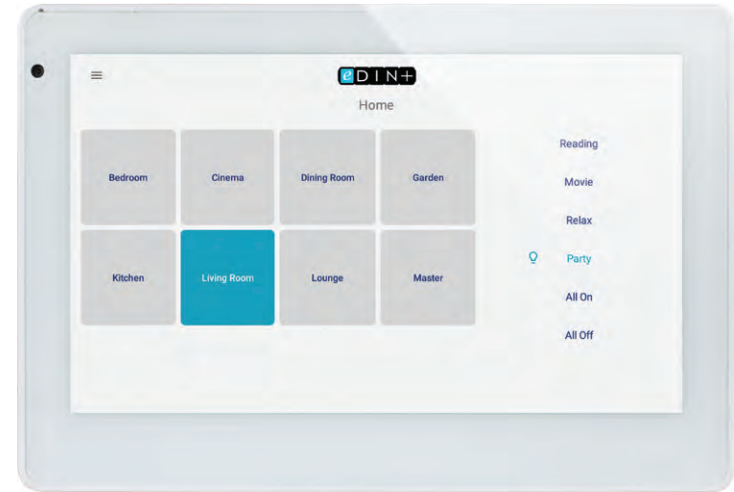 eDIN+
Home
Bedroom
Cinema
Dining Room
Garden
Kitchen
Living Room
Lounge
Master
Reading
Movie
Relax
Party
All On
All Off